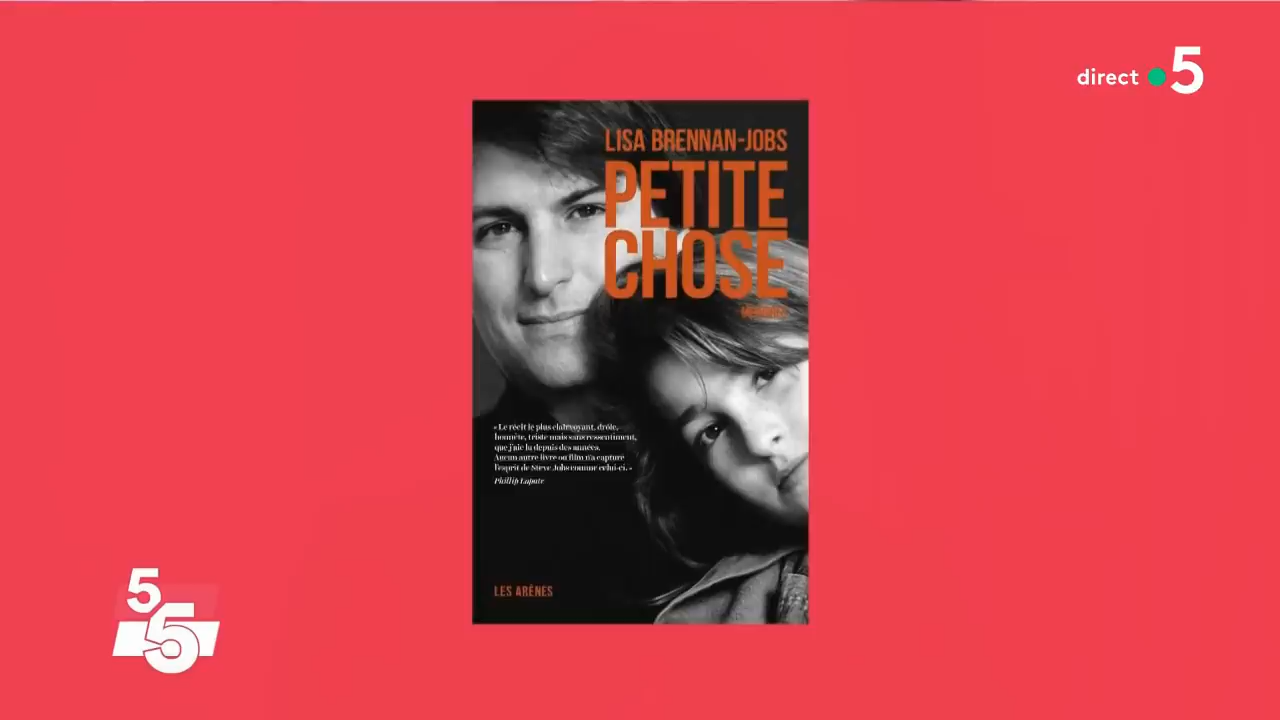 direct 5
LISA BRENNAN-JOBS
PETITE
CHOSE
« Le récit le plus clairvoyant, drôle,
honnête, triste mais sans ressentiment,
que j'aie lu depuis des années.
Aucun autre livre ou film n'a capturé
l'esprit de Steve Jobs comme celui-ci. »
Phillip Lopate
LES ARÈNES
5
5